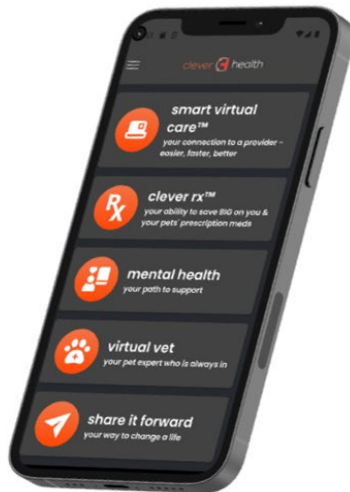 clever health
smart virtual
care™
your connection to a provider –
easier, faster, better
Rx
clever rx™
your ability to save BIG on you &
your pets' prescription meds
mental health
your path to support
virtual vet
your pet expert who is always in
share it forward
your way to change a life